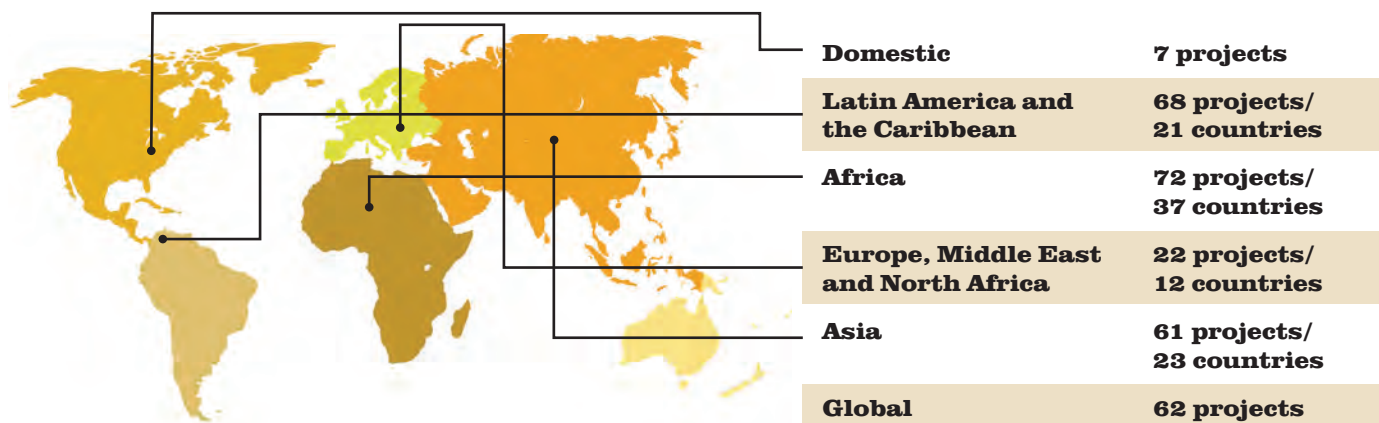 Domestic 7 projects
Latin America and 68 projects/
the Caribbean 21 countries
Africa 72 projects/
37 countries
Europe, Middle East 22 projects/
and North Africa 12 countries
Asia 61 projects/
23 countries
Global 62 projects